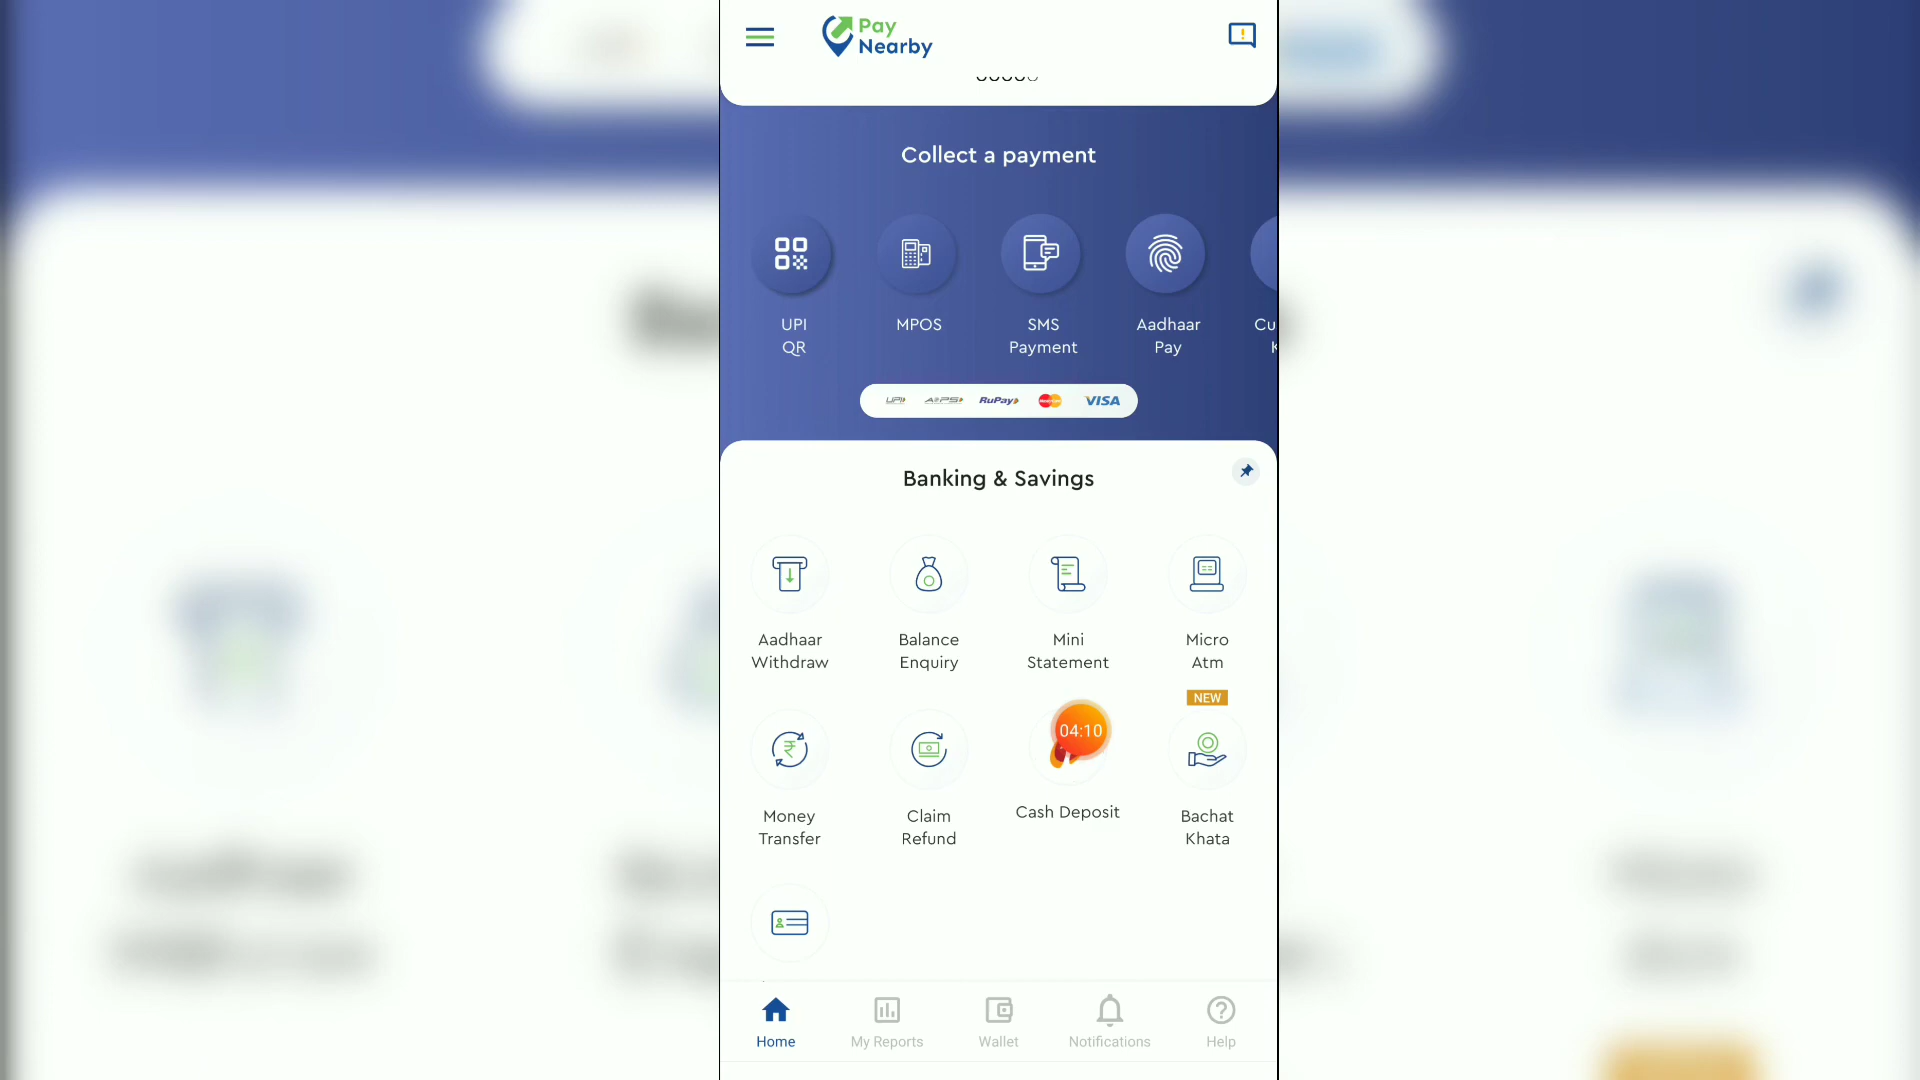 Pay
Nearby
Collect a payment
UPI
QR
MPOS
SMS
Payment
Aadhaar
Pay
Cu
UPI
AEPS
RuPay
VISA
Banking & Savings
Aadhaar
Withdraw
Balance
Enquiry
Mini
Statement
Micro
Atm
NEW
04:10
Money
Transfer
Claim
Refund
Cash Deposit
Bachat
Khata
Home
My Reports
Wallet
Notifications
Help